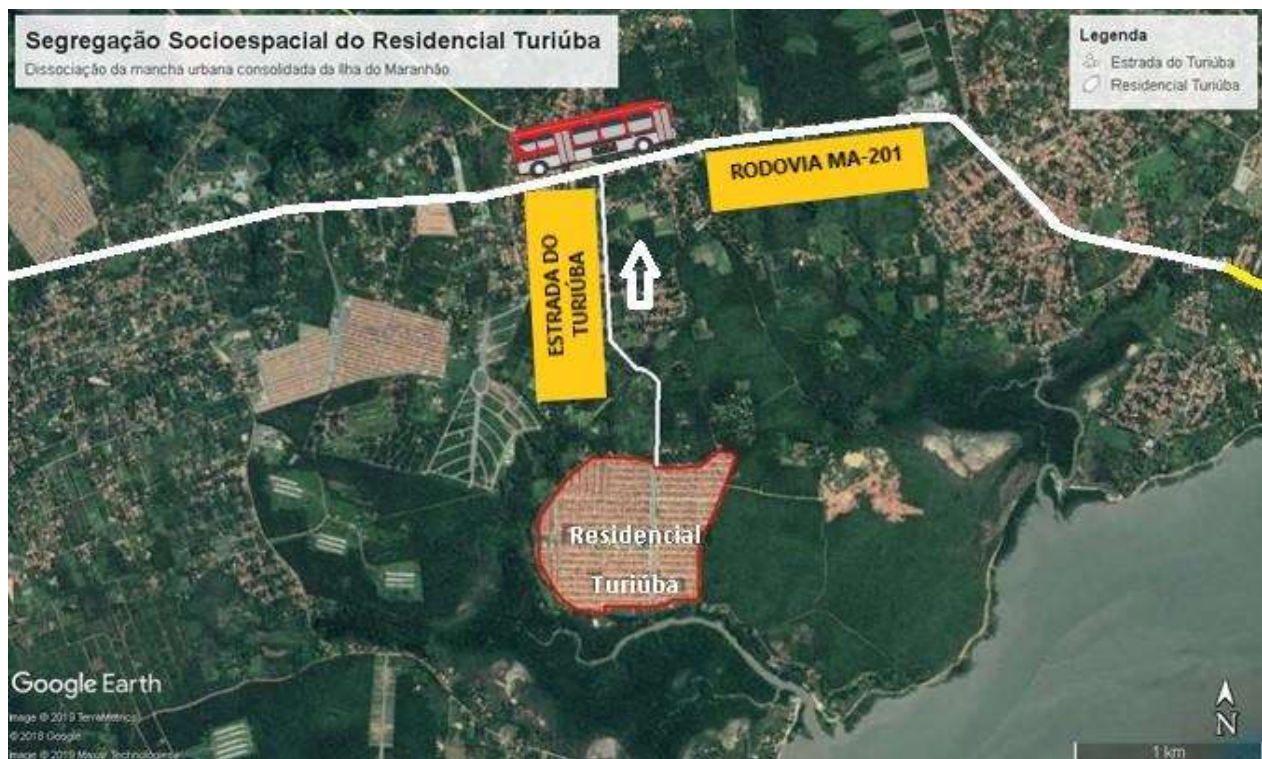 Segregação Socioespacial do Residencial Turiúba
Dissociação da mancha urbana consolidada da Ilha do Maranhão
Legenda
Estrada do Turiúba
Residencial Turiúba
RODOVIA MA-201
ESTRADA DO
TURIÚBA
Residencial
Turiúba
Google Earth
Image © 2019 TerraMetrics
© 2018 Google
Image © 2019 Maxar Technologies
N
1 km